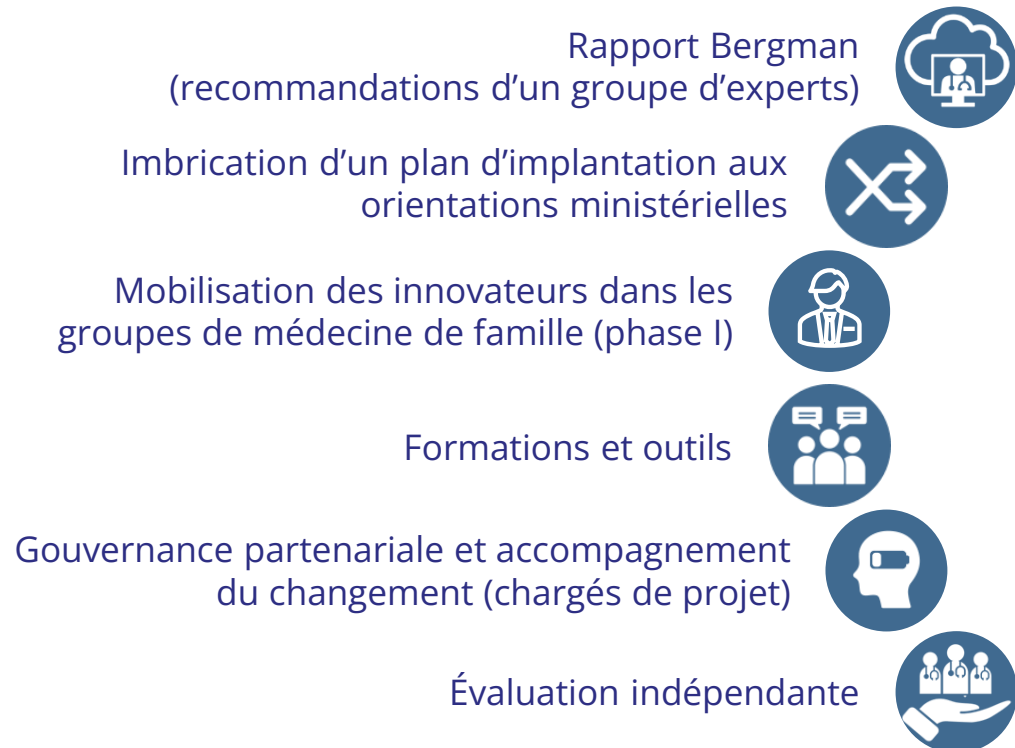 Rapport Bergman
(recommandations d’un groupe d’experts)
Imbrication d’un plan d’implantation aux
orientations ministérielles
Mobilisation des innovateurs dans les
groupes de médecine de famille (phase I)
Formations et outils
Gouvernance partenariale et accompagnement
du changement (chargés de projet)
Évaluation indépendante